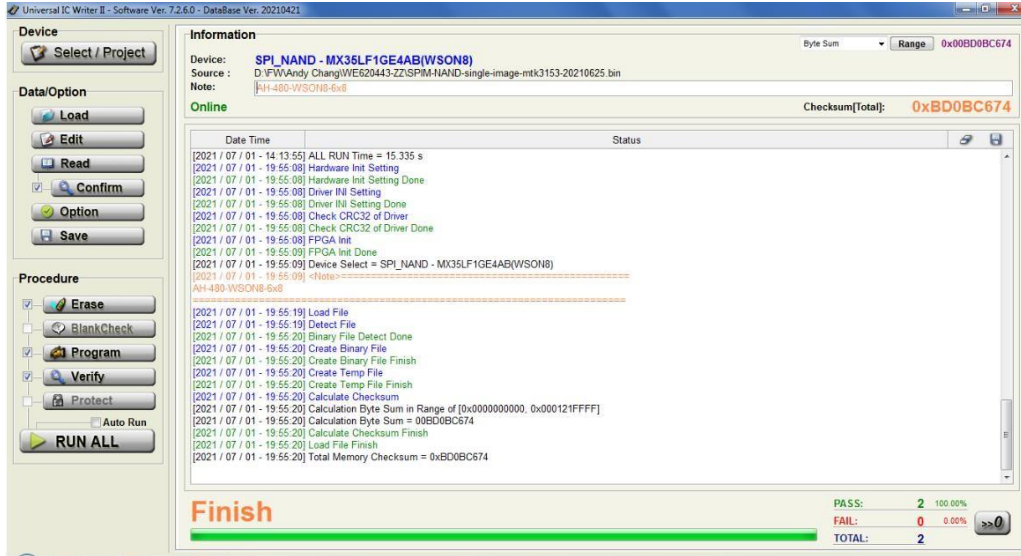 Universal IC Writer II - Software Ver. 7.2.6.0 - DataBase Ver. 20210421
Device
Select / Project
Data/Option
Load
Edit
Read
Confirm
Option
Save
Procedure
Erase
BlankCheck
Program
Verify
Protect
Auto Run
RUN ALL
Information
Byte Sum Range 0x00BD0BC674
Device: SPI_NAND - MX35LF1GE4AB(WSON8)
Source : D:\FW\Andy Chang\WE620443-ZZ\SPIM-NAND-single-image-mtk3153-20210625.bin
Note: AH-480-WSON8-6x8
Online Checksum[Total]: 0xBD0BC674
Date Time Status
[2021 / 07 / 01 - 14:13:55] ALL RUN Time = 15.335 s
[2021 / 07 / 01 - 19:55:08] Hardware Init Setting
[2021 / 07 / 01 - 19:55:08] Hardware Init Setting Done
[2021 / 07 / 01 - 19:55:08] Driver INI Setting
[2021 / 07 / 01 - 19:55:08] Driver INI Setting Done
[2021 / 07 / 01 - 19:55:08] Check CRC32 of Driver
[2021 / 07 / 01 - 19:55:08] Check CRC32 of Driver Done
[2021 / 07 / 01 - 19:55:08] FPGA Init
[2021 / 07 / 01 - 19:55:09] FPGA Init Done
[2021 / 07 / 01 - 19:55:09] Device Select = SPI_NAND - MX35LF1GE4AB(WSON8)
[2021 / 07 / 01 - 19:55:09] <Note>================================================
AH-480-WSON8-6x8
========================================================================
[2021 / 07 / 01 - 19:55:19] Load File
[2021 / 07 / 01 - 19:55:19] Detect File
[2021 / 07 / 01 - 19:55:20] Binary File Detect Done
[2021 / 07 / 01 - 19:55:20] Create Binary File
[2021 / 07 / 01 - 19:55:20] Create Binary File Finish
[2021 / 07 / 01 - 19:55:20] Create Temp File
[2021 / 07 / 01 - 19:55:20] Create Temp File Finish
[2021 / 07 / 01 - 19:55:20] Calculate Checksum
[2021 / 07 / 01 - 19:55:20] Calculation Byte Sum in Range of [0x0000000000, 0x000121FFFF]
[2021 / 07 / 01 - 19:55:20] Calculation Byte Sum = 00BD0BC674
[2021 / 07 / 01 - 19:55:20] Calculate Checksum Finish
[2021 / 07 / 01 - 19:55:20] Load File Finish
[2021 / 07 / 01 - 19:55:20] Total Memory Checksum = 0xBD0BC674
Finish
PASS: 2 100.00%
FAIL: 0 0.00%
TOTAL: 2
>>0